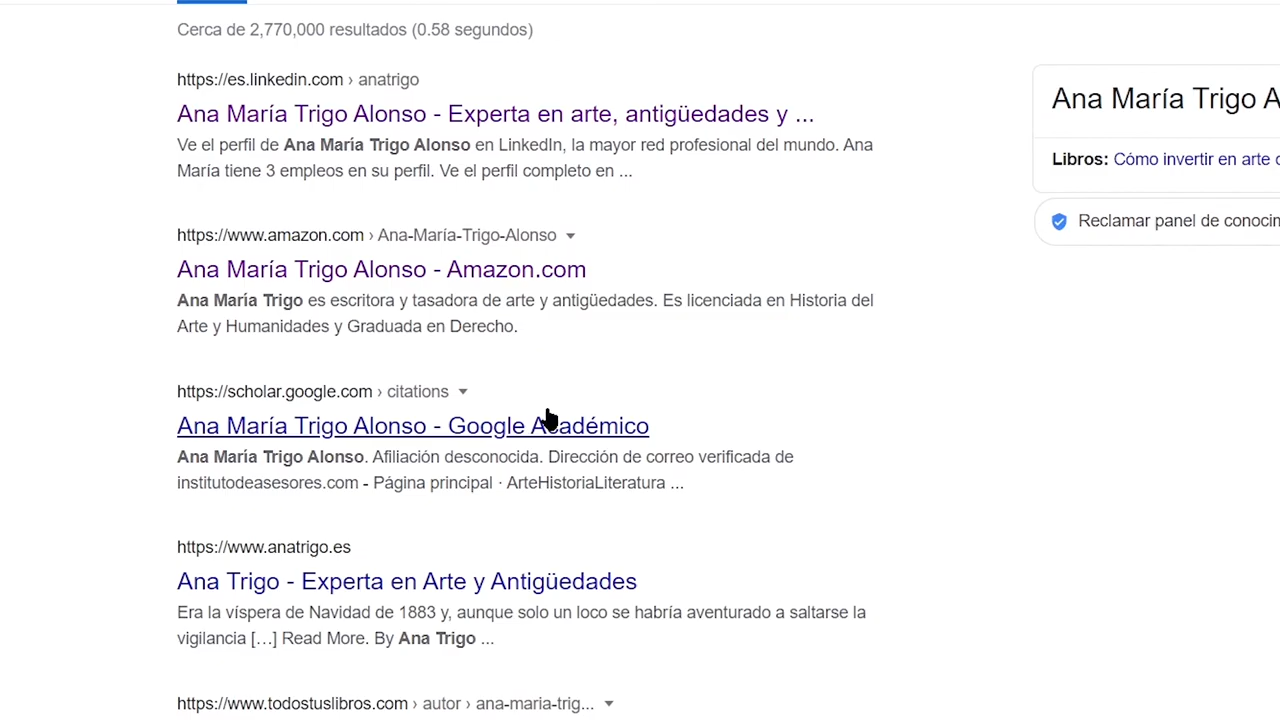 Cerca de 2,770,000 resultados (0.58 segundos)
https://es.linkedin.com › anatrigo
Ana María Trigo Alonso - Experta en arte, antigüedades y ...
Ve el perfil de Ana María Trigo Alonso en LinkedIn, la mayor red profesional del mundo. Ana
María tiene 3 empleos en su perfil. Ve el perfil completo en ...
https://www.amazon.com › Ana-María-Trigo-Alonso
Ana María Trigo Alonso - Amazon.com
Ana María Trigo es escritora y tasadora de arte y antigüedades. Es licenciada en Historia del
Arte y Humanidades y Graduada en Derecho.
https://scholar.google.com › citations
Ana María Trigo Alonso - Google Académico
Ana María Trigo Alonso. Afiliación desconocida. Dirección de correo verificada de
institutodeasesores.com - Página principal · ArteHistoriaLiteratura ...
https://www.anatrigo.es
Ana Trigo - Experta en Arte y Antigüedades
Era la víspera de Navidad de 1883 y, aunque solo un loco se habría aventurado a saltarse la
vigilancia […] Read More. By Ana Trigo ...
https://www.todostuslibros.com › autor › ana-maria-trig...
Ana María Trigo A
Libros: Cómo invertir en arte
Reclamar panel de